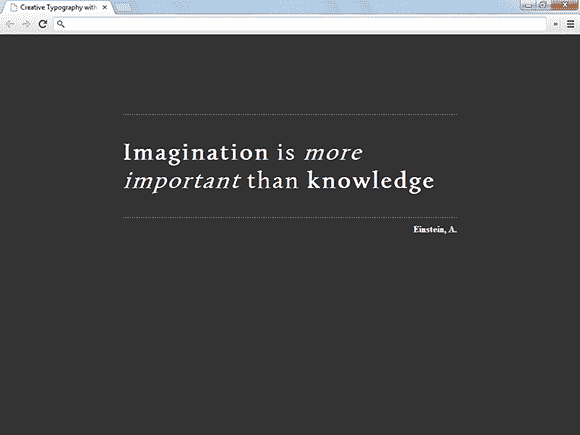 Creative Typography with
Imagination is more
important than knowledge
Einstein, A.